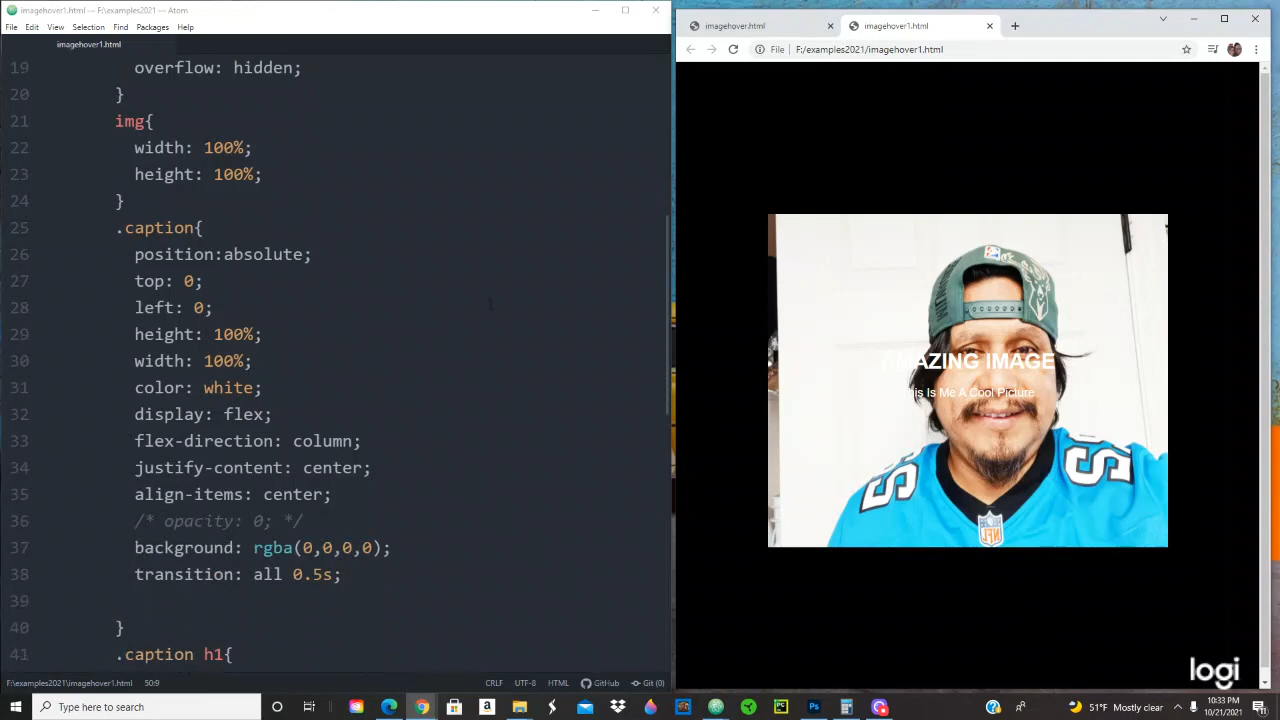 imagehover1.html — F:\examples2021 — Atom
File Edit View Selection Find Packages Help
imagehover1.html
19 overflow: hidden;
20 }
21 img{
22 width: 100%;
23 height: 100%;
24 }
25 .caption{
26 position:absolute;
27 top: 0;
28 left: 0;
29 height: 100%;
30 width: 100%;
31 color: white;
32 display: flex;
33 flex-direction: column;
34 justify-content: center;
35 align-items: center;
36 /* opacity: 0; */
37 background: rgba(0,0,0,0);
38 transition: all 0.5s;
39
40 }
41 .caption h1{
F:\examples2021\imagehover1.html 50:9 CRLF UTF-8 HTML GitHub Git (0)
imagehover1.html imagehover1.html
File F:/examples2021/imagehover1.html
AMAZING IMAGE
This Is Me A Cool Picture
logi
Type here to search
51°F Mostly clear
10:33 PM
10/21/2021